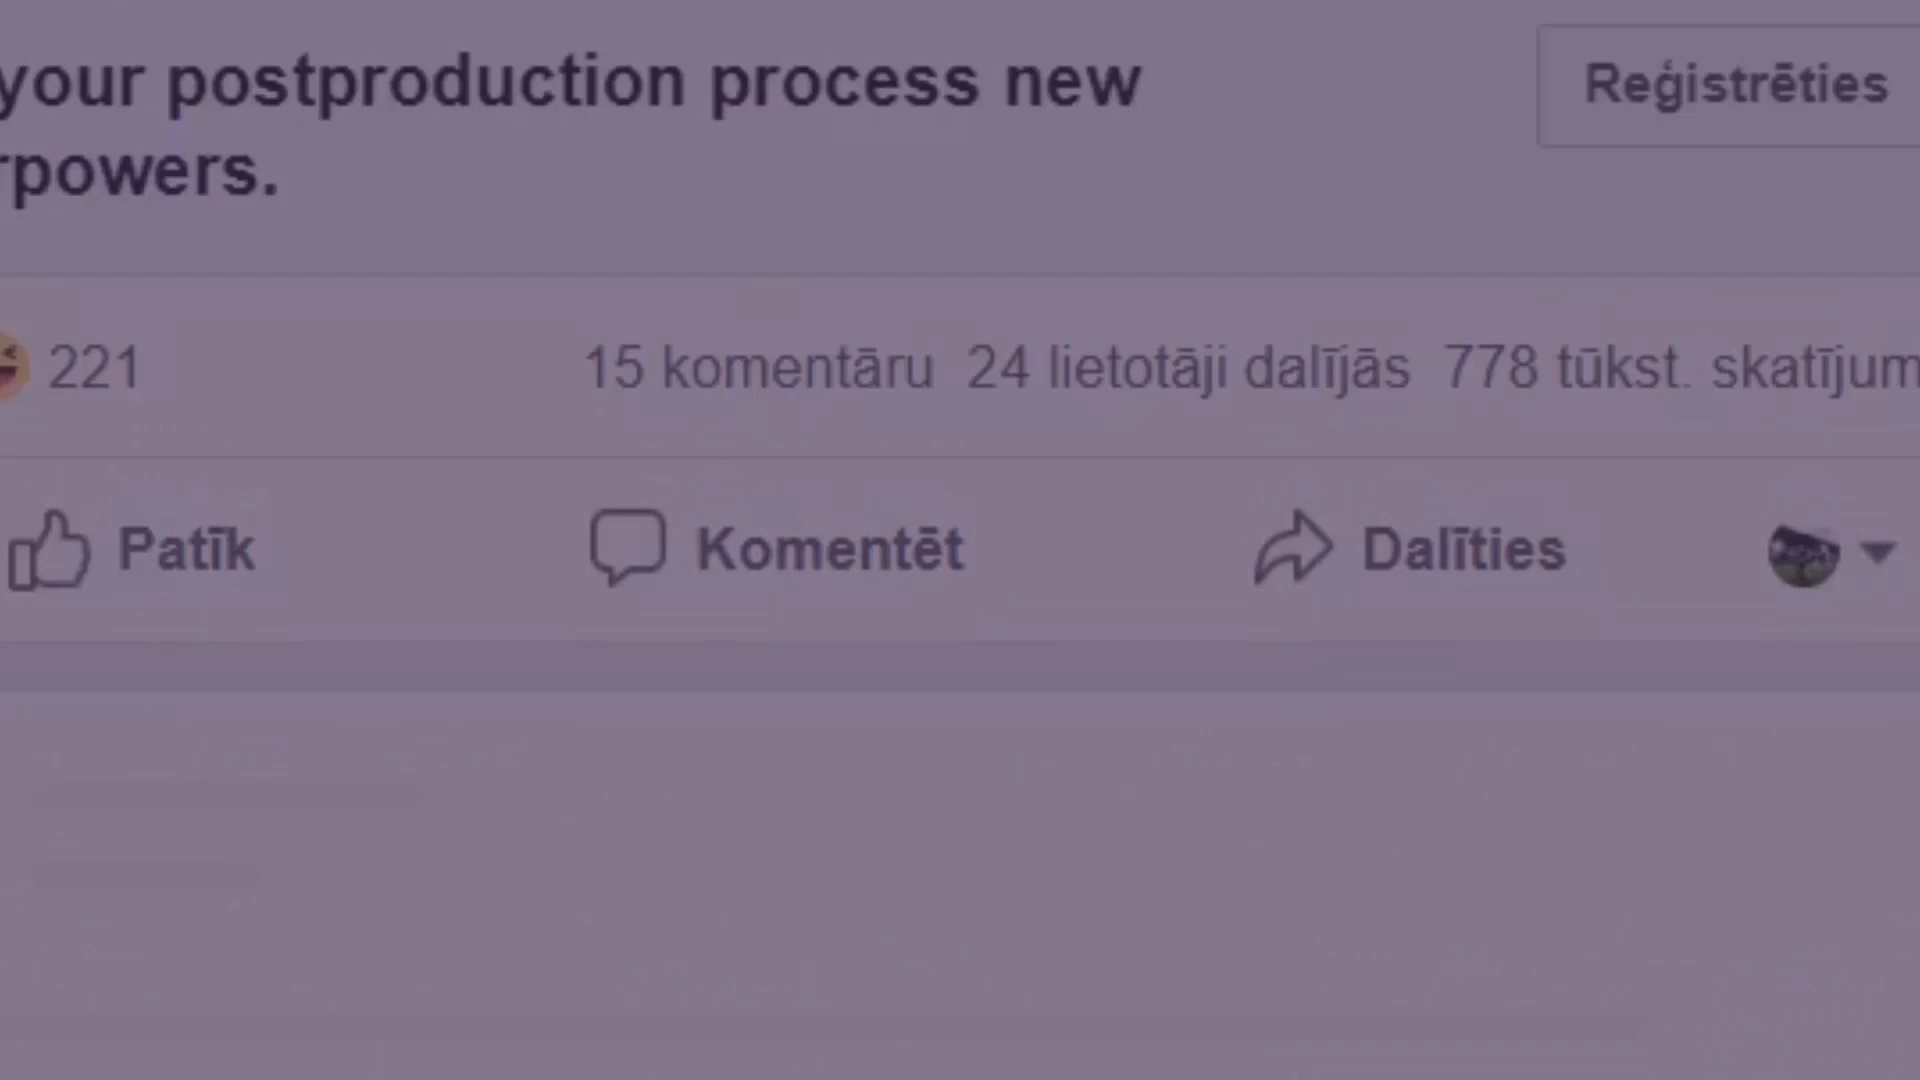 your postproduction process new
Reģistrēties
rpowers.
221
15 komentāru 24 lietotāji dalījās 778 tūkst. skatījum
Patīk
Komentēt
Dalīties